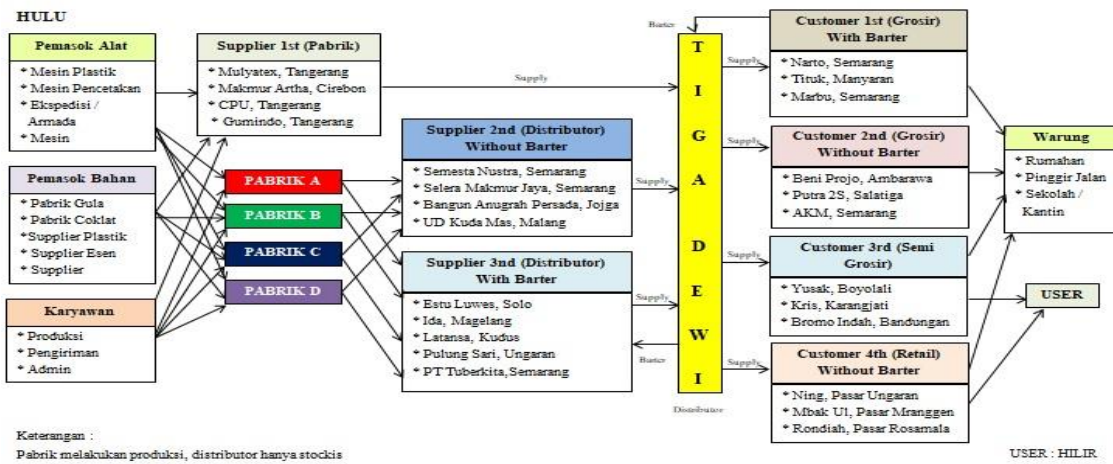 HULU
Pemasok Alat
* Mesin Plastik
* Mesin Pencetakan
* Ekspedisi /
Armada
* Mesin
Pemasok Bahan
* Pabrik Gula
* Pabrik Coklat
*Supplier Plastik
* Supplier Esen
* Supplier
Karyawan
* Produksi
* Pengiriman
* Admin
Supplier 1st (Pabrik)
* Mulyatex, Tangerang
* Makmur Artha, Cirebon
* CPU, Tangerang
* Gumindo, Tangerang
PABRIK A
PABRIK B
PABRIK C
PABRIK D
Supplier 2nd (Distributor)
Without Barter
* Semesta Nustra, Semarang
* Selera Makmur Jaya, Semarang
* Bangun Anugrah Persada, Jojga
* UD Kuda Mas, Malang
Supplier 3nd (Distributor)
With Barter
* Estu Luwes, Solo
* Ida, Magelang
* Latansa, Kudus
* Pulung Sari, Ungaran
* PT Tuberkita,Semarang
Supply
Supply
Supply
Barter
Barter
T
I
G
A
D
E
W
I
Distributor
Supply
Supply
Supply
Supply
Customer 1st (Grosir)
With Barter
* Narto, Semarang
* Tituk, Manyaran
* Marbu, Semarang
Customer 2nd (Grosir)
Without Barter
* Beni Projo, Ambarawa
* Putra 2S, Salatiga
* AKM, Semarang
Customer 3rd (Semi
Grosir)
* Yusak, Boyolali
* Kris, Karangjati
* Bromo Indah, Bandungan
Customer 4th (Retail)
Without Barter
* Ning, Pasar Ungaran
* Mbak Ul, Pasar Mranggen
* Rondiah, Pasar Rosamala
Warung
* Rumahan
* Pinggir Jalan
* Sekolah /
Kantin
USER
Keterangan :
Pabrik melakukan produksi, distributor hanya stockis
USER : HILIR